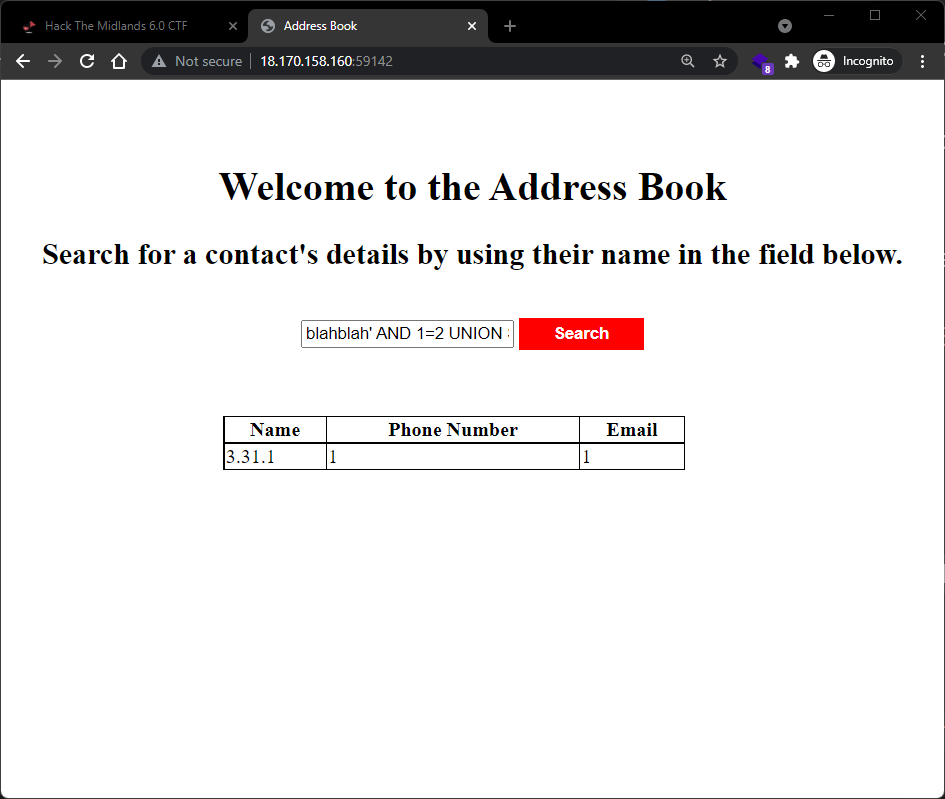 Hack The Midlands 6.0 CTF
Address Book
Not secure
18.170.158.160:59142
8
Incognito
Welcome to the Address Book
Search for a contact's details by using their name in the field below.
blahblah' AND 1=2 UNION
Search
Name Phone Number Email
3.31.1 1 1